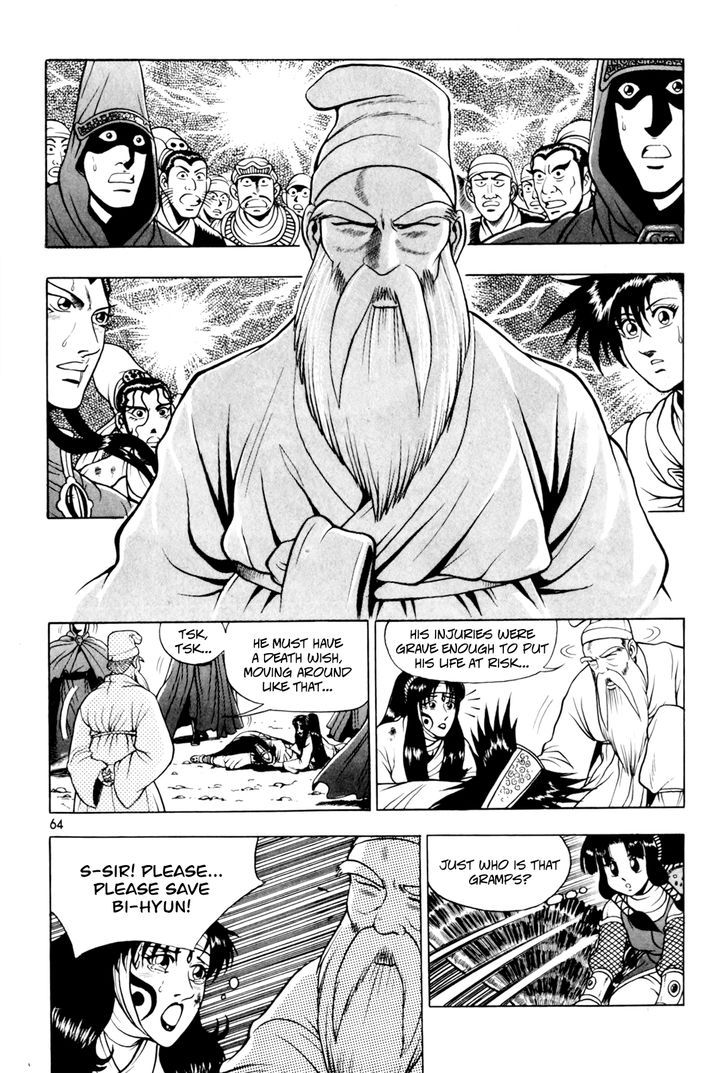 TSK,
TSK...
HE MUST HAVE
A DEATH WISH,
MOVING AROUND
LIKE THAT...
HIS INJURIES WERE
GRAVE ENOUGH TO PUT
HIS LIFE AT RISK...
64
S-SIR! PLEASE...
PLEASE SAVE
BI-HYUN!
JUST WHO IS THAT
GRAMPS?